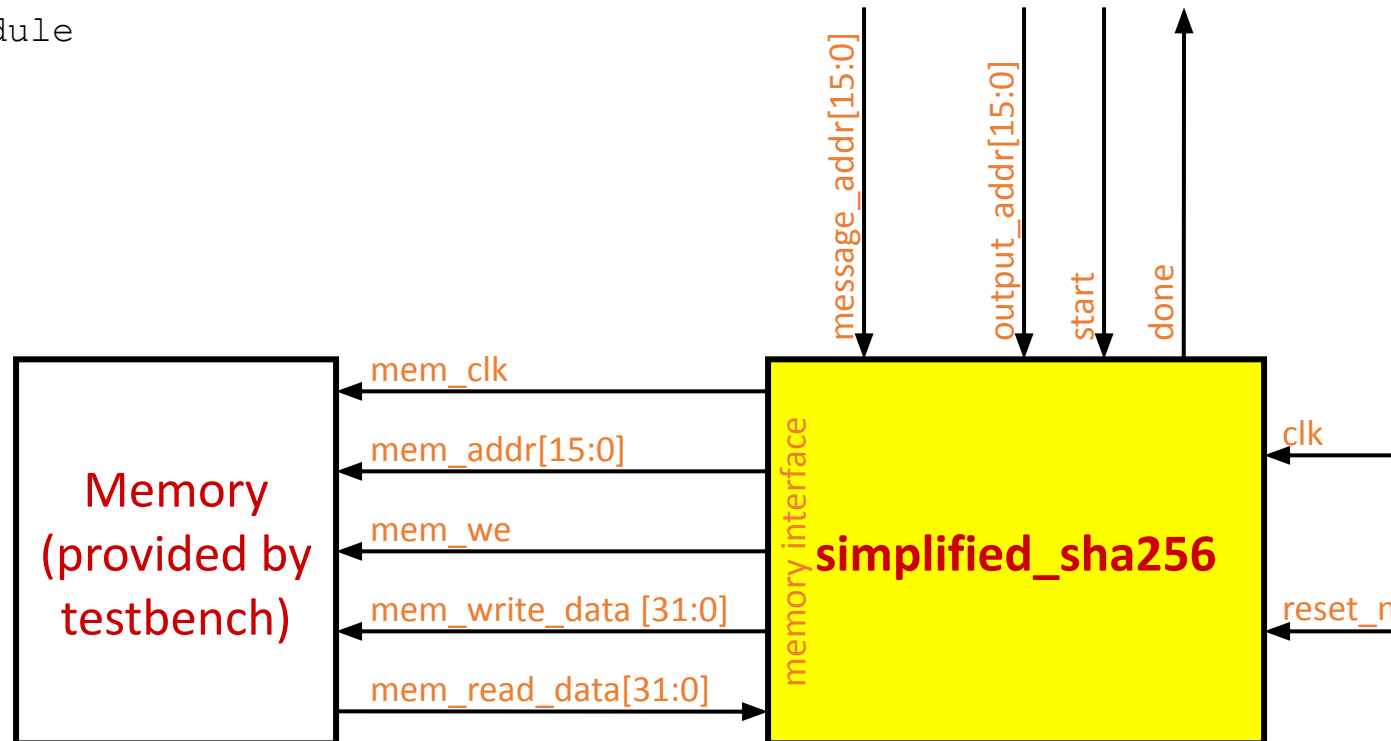 dule
message_addr[15:0]
output_addr[15:0]
start
done
mem_clk
mem_addr[15:0]
mem_we
mem_write_data [31:0]
mem_read_data[31:0]
Memory
(provided by
testbench)
memory interface
simplified_sha256
clk
reset_n